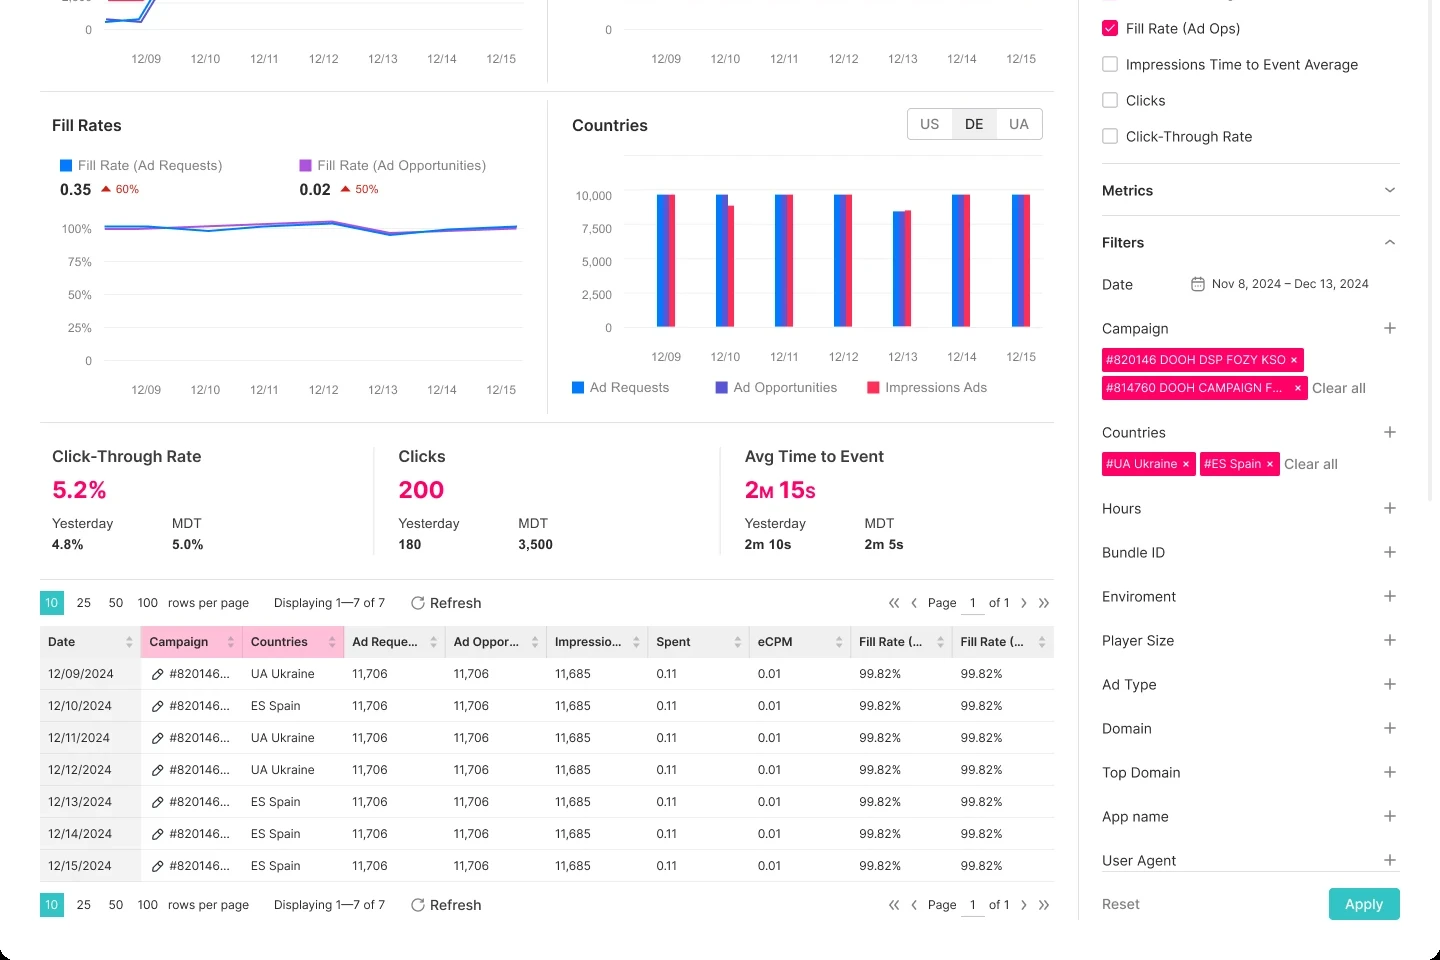 0
12/09 12/10 12/11 12/12 12/13 12/14 12/15
0
12/09 12/10 12/11 12/12 12/13 12/14 12/15
Fill Rates
Fill Rate (Ad Requests) Fill Rate (Ad Opportunities)
0.35 60% 0.02 50%
100%
75%
50%
25%
0
12/09 12/10 12/11 12/12 12/13 12/14 12/15
Countries
US DE UA
10,000
7,500
5,000
2,500
0
12/09 12/10 12/11 12/12 12/13 12/14 12/15
Ad Requests Ad Opportunities Impressions Ads
Click-Through Rate
5.2%
Yesterday MDT
4.8% 5.0%
Clicks
200
Yesterday MDT
180 3,500
Avg Time to Event
2M 15S
Yesterday MDT
2m 10s 2m 5s
10 25 50 100 rows per page Displaying 1—7 of 7 Refresh Page 1 of 1
Date Campaign Countries Ad Reque... Ad Oppor... Impressio... Spent eCPM Fill Rate (... Fill Rate (...
12/09/2024 #820146... UA Ukraine 11,706 11,706 11,685 0.11 0.01 99.82% 99.82%
12/10/2024 #820146... ES Spain 11,706 11,706 11,685 0.11 0.01 99.82% 99.82%
12/11/2024 #820146... UA Ukraine 11,706 11,706 11,685 0.11 0.01 99.82% 99.82%
12/12/2024 #820146... UA Ukraine 11,706 11,706 11,685 0.11 0.01 99.82% 99.82%
12/13/2024 #820146... ES Spain 11,706 11,706 11,685 0.11 0.01 99.82% 99.82%
12/14/2024 #820146... ES Spain 11,706 11,706 11,685 0.11 0.01 99.82% 99.82%
12/15/2024 #820146... ES Spain 11,706 11,706 11,685 0.11 0.01 99.82% 99.82%
10 25 50 100 rows per page Displaying 1—7 of 7 Refresh Page 1 of 1
Fill Rate (Ad Ops)
Impressions Time to Event Average
Clicks
Click-Through Rate
Metrics
Filters
Date Nov 8, 2024 – Dec 13, 2024
Campaign
#820146 DOOH DSP FOZY KSO ×
#814760 DOOH CAMPAIGN F... × Clear all
Countries
#UA Ukraine × #ES Spain × Clear all
Hours
Bundle ID
Enviroment
Player Size
Ad Type
Domain
Top Domain
App name
User Agent
Reset Apply